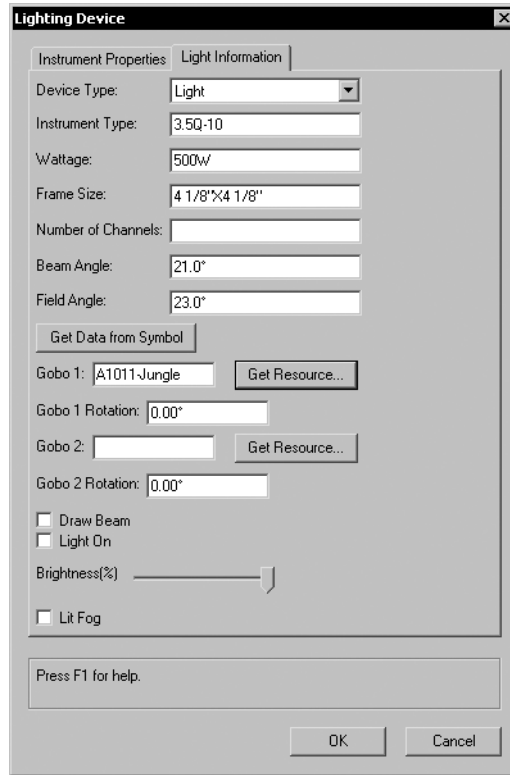 Lighting Device
Instrument Properties Light Information
Device Type: Light
Instrument Type: 3.5Q-10
Wattage: 500W
Frame Size: 4 1/8"X4 1/8"
Number of Channels:
Beam Angle: 21.0°
Field Angle: 23.0°
Get Data from Symbol
Gobo 1: A1011-Jungle Get Resource...
Gobo 1 Rotation: 0.00°
Gobo 2: Get Resource...
Gobo 2 Rotation: 0.00°
Draw Beam
Light On
Brightness(%)
Lit Fog
Press F1 for help.
OK Cancel